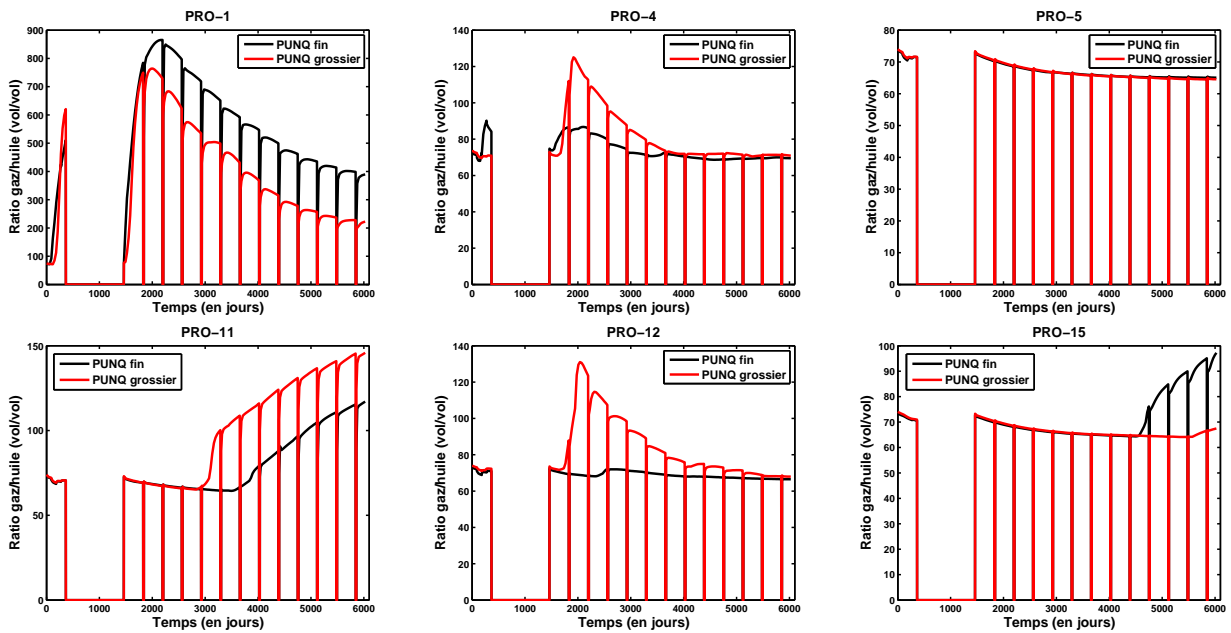 PRO−1
PRO−4
PRO−5
Ratio gaz/huile (vol/vol)
900
800
700
600
500
400
300
200
100
0
0 1000 2000 3000 4000 5000 6000
Temps (en jours)
PUNQ fin
PUNQ grossier
Ratio gaz/huile (vol/vol)
140
120
100
80
60
40
20
0
0 1000 2000 3000 4000 5000 6000
Temps (en jours)
PUNQ fin
PUNQ grossier
Ratio gaz/huile (vol/vol)
80
70
60
50
40
30
20
10
0
0 1000 2000 3000 4000 5000 6000
Temps (en jours)
PUNQ fin
PUNQ grossier
PRO−11
PRO−12
PRO−15
Ratio gaz/huile (vol/vol)
150
100
50
0
0 1000 2000 3000 4000 5000 6000
Temps (en jours)
PUNQ fin
PUNQ grossier
Ratio gaz/huile (vol/vol)
140
120
100
80
60
40
20
0
0 1000 2000 3000 4000 5000 6000
Temps (en jours)
PUNQ fin
PUNQ grossier
Ratio gaz/huile (vol/vol)
100
90
80
70
60
50
40
30
20
10
0
0 1000 2000 3000 4000 5000 6000
Temps (en jours)
PUNQ fin
PUNQ grossier